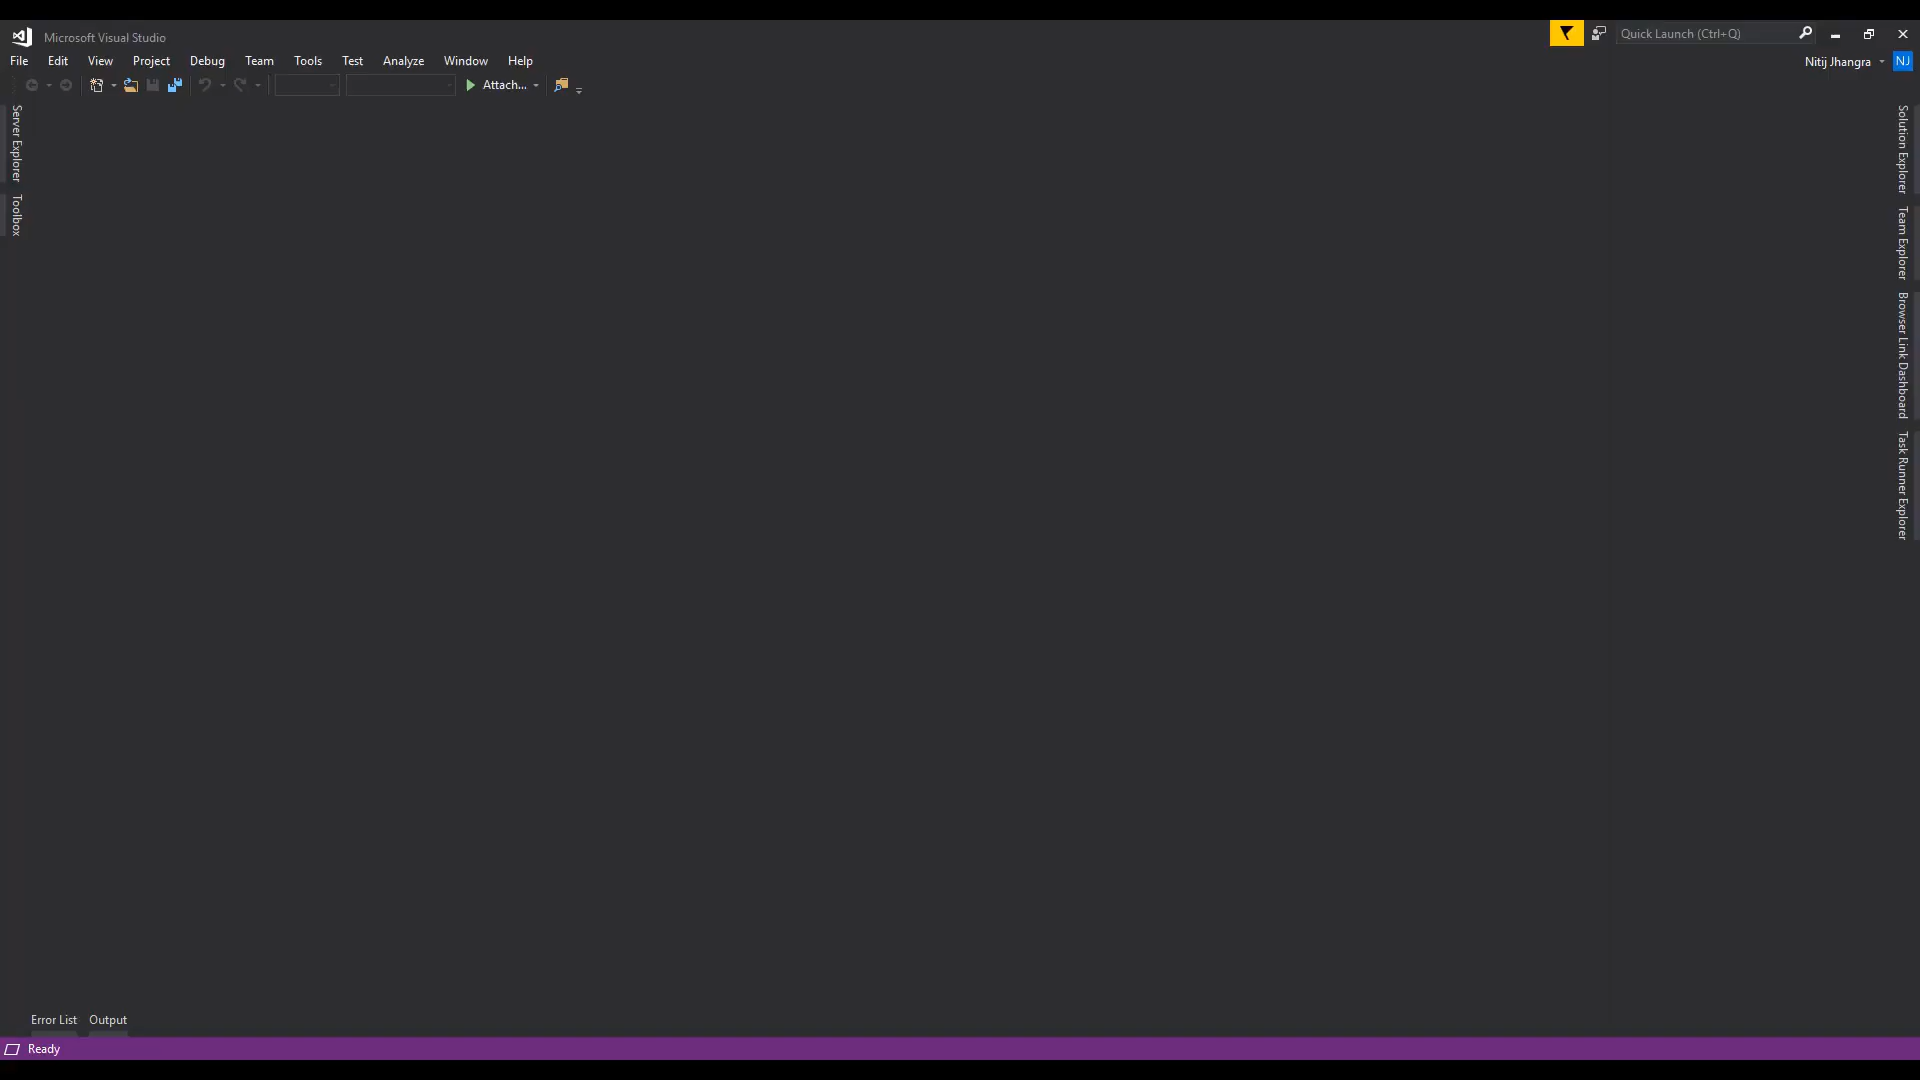 Microsoft Visual Studio
Quick Launch (Ctrl+Q)
File Edit View Project Debug Team Tools Test Analyze Window Help
Nitij Jhangra NJ
Attach...
Server Explorer
Toolbox
Solution Explorer
Team Explorer
Browser Link Dashboard
Task Runner Explorer
Error List Output
Ready